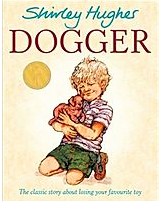 Shirley Hughes
DOGGER
The classic story about losing your favourite toy